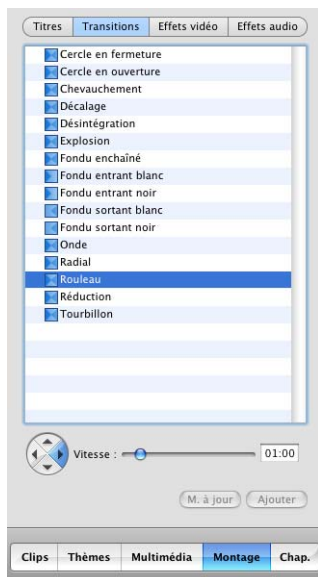 Titres Transitions Effets vidéo Effets audio
Cercle en fermeture
Cercle en ouverture
Chevauchement
Décalage
Désintégration
Explosion
Fondu enchaîné
Fondu entrant blanc
Fondu entrant noir
Fondu sortant blanc
Fondu sortant noir
Onde
Radial
Rouleau
Réduction
Tourbillon
Vitesse : 01:00
M. à jour Ajouter
Clips Thèmes Multimédia Montage Chap.